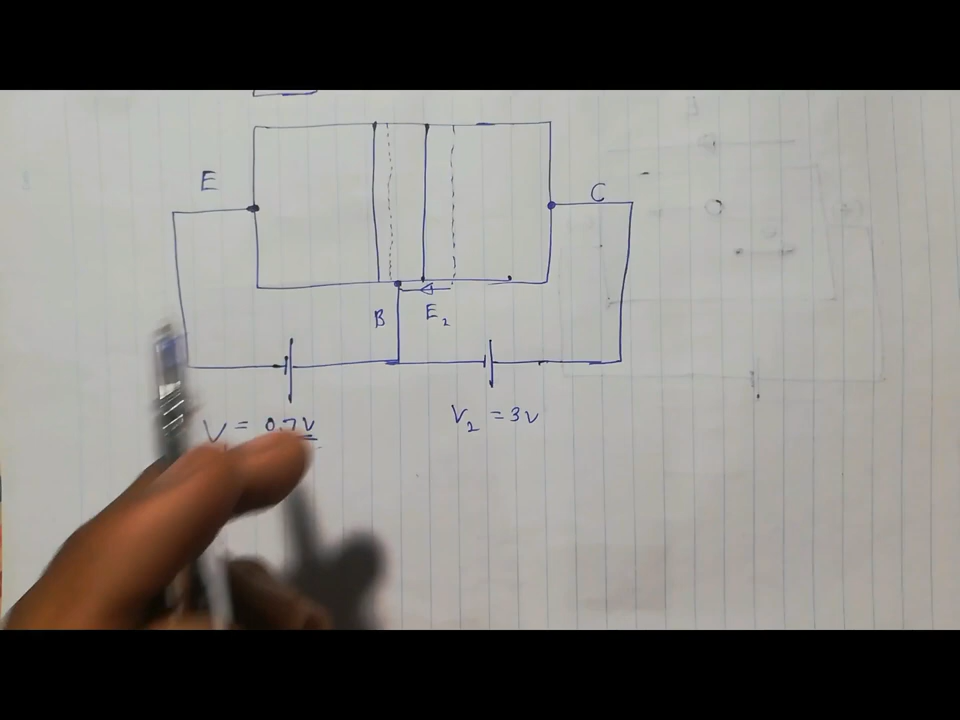 E
C
B
E₂
V = 0.7V
V₂ = 3V